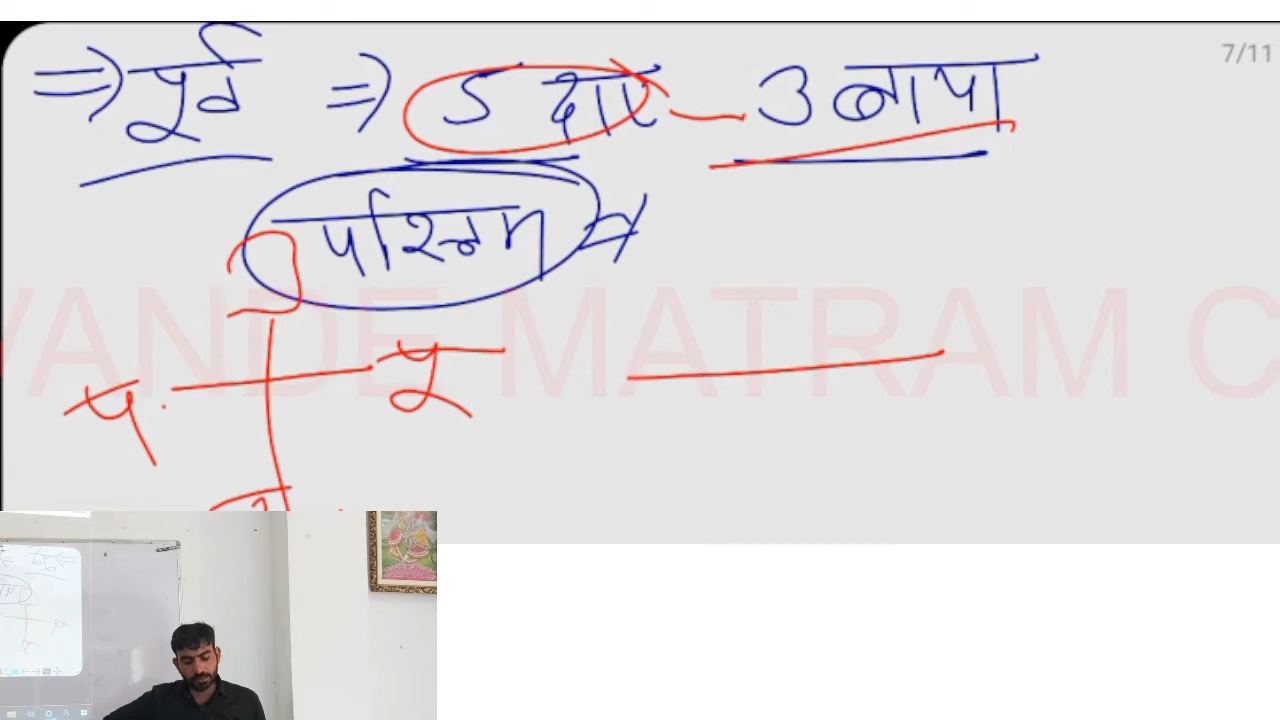 7/11
⇒ पूर्व ⇒ 5 दाए — 3 बाया
पश्चिम ⇒
उ
प. पू
VANDE MATRAM C